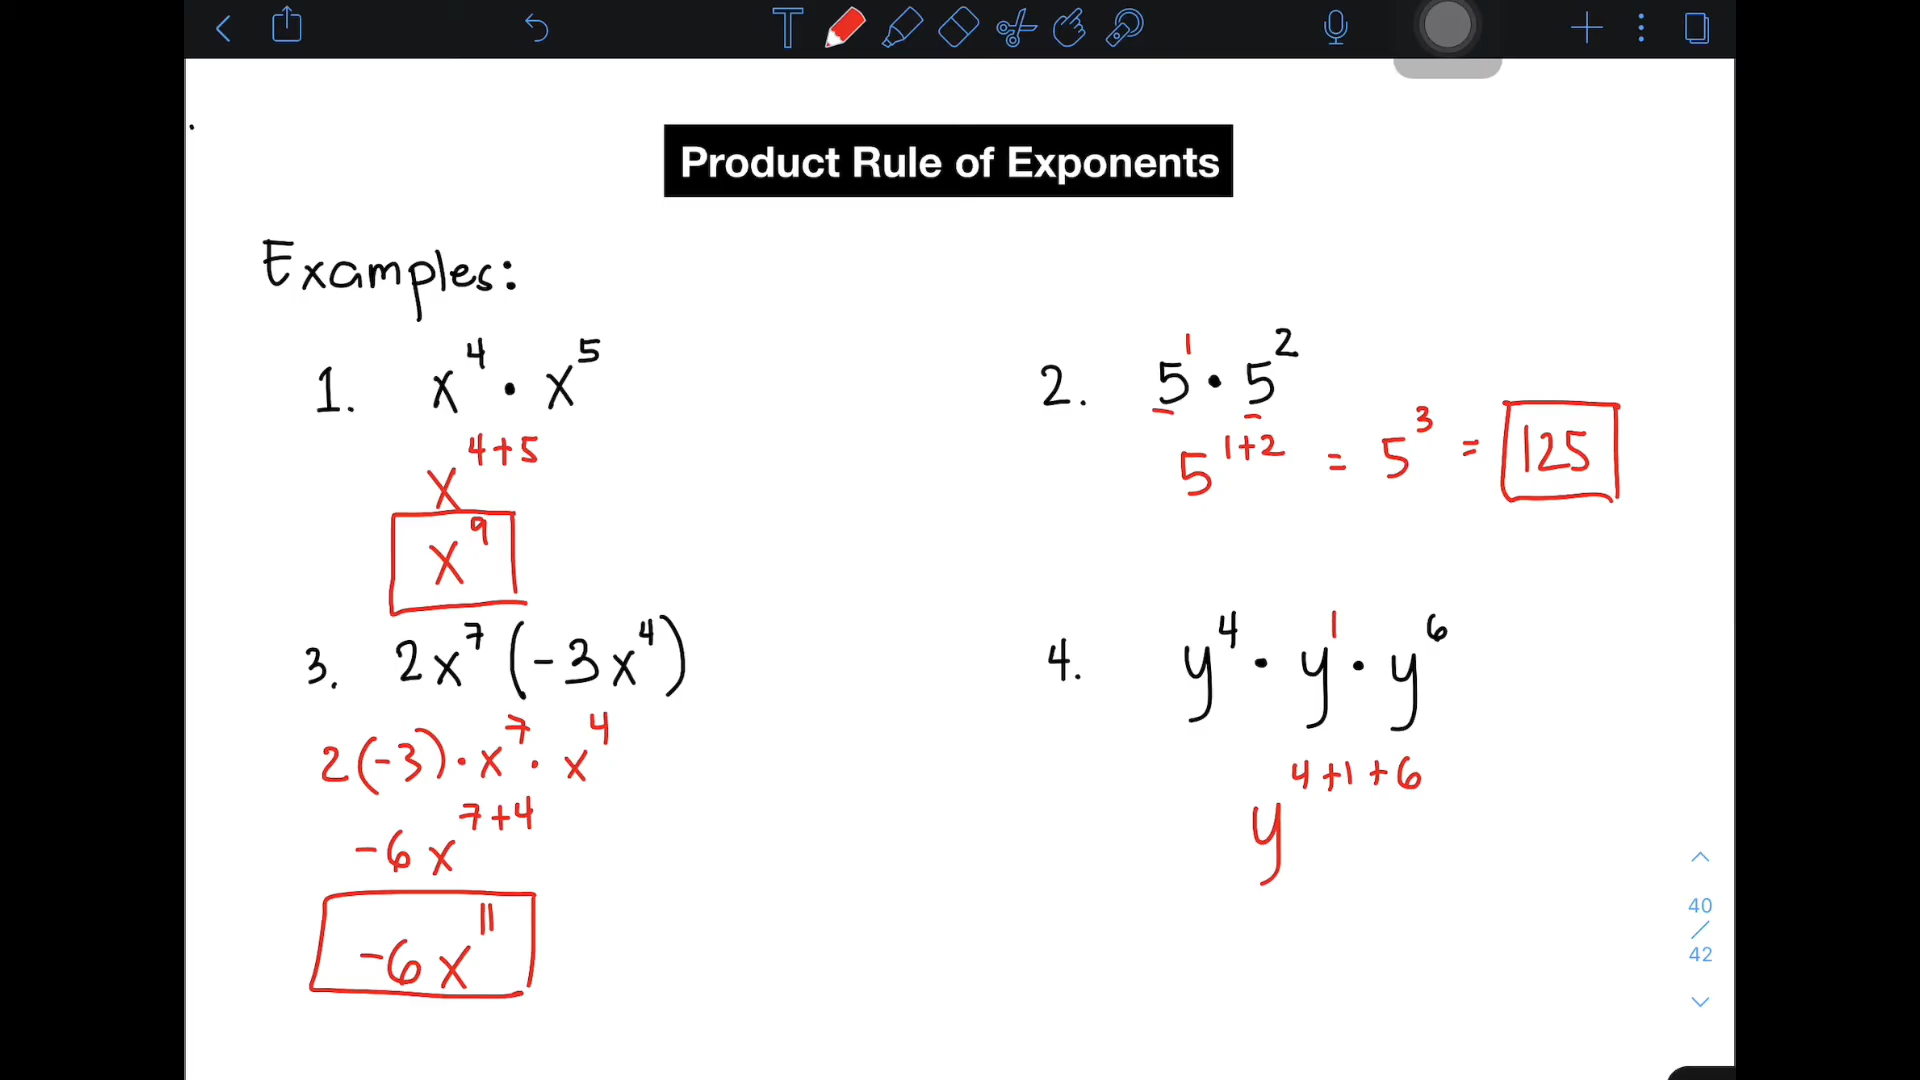 Product Rule of Exponents
Examples:
1. x⁴ · x⁵
x⁴⁺⁵
x⁹
2. 5¹ · 5²
5¹⁺² = 5³ = 125
3. 2x⁷(-3x⁴)
2(-3) · x⁷ · x⁴
-6x⁷⁺⁴
-6x¹¹
4. y⁴ · y¹ · y⁶
y⁴⁺¹⁺⁶
40
/
42